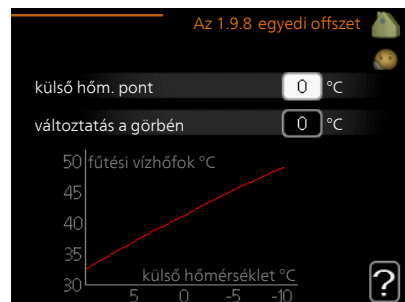 Az 1.9.8 egyedi offszet
külső hőm. pont 0 °C
változtatás a görbén 0 °C
50 fűtési vízhőfok °C
45
40
35
30
külső hőmérséklet °C
5 0 -5 -10
?